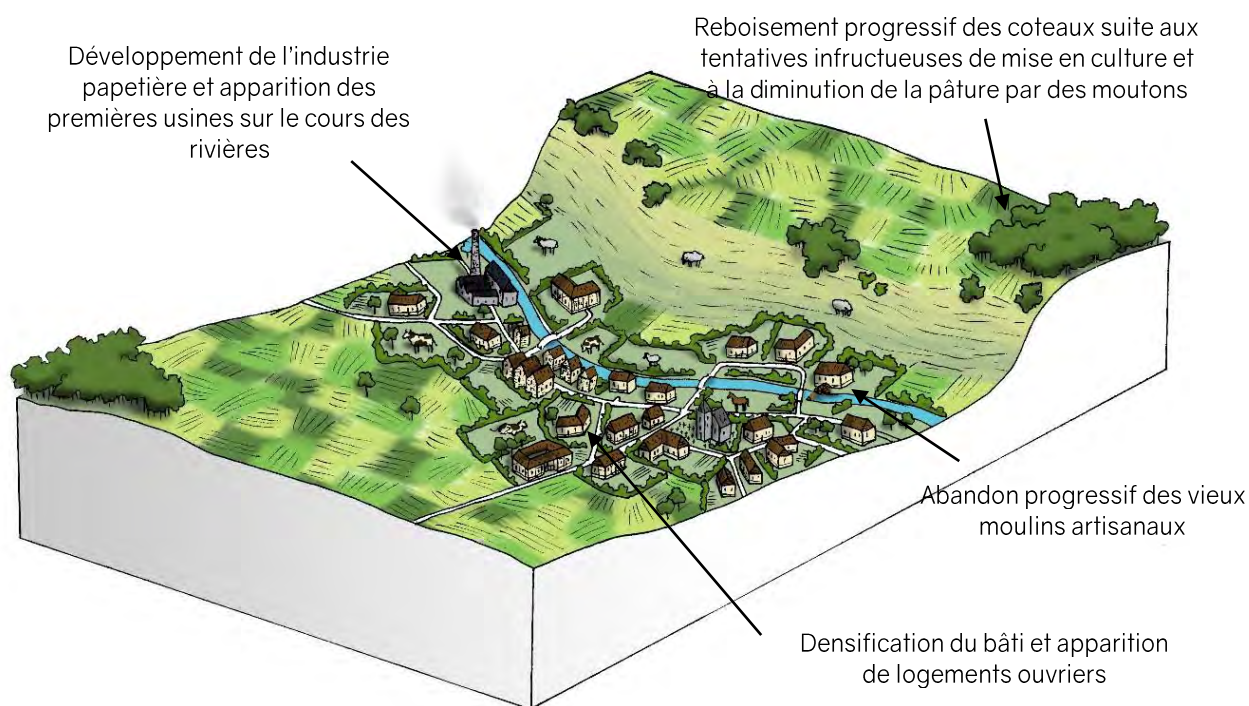 Développement de l'industrie
papetière et apparition des
premières usines sur le cours des
rivières
Reboisement progressif des coteaux suite aux
tentatives infructueuses de mise en culture et
à la diminution de la pâture par des moutons
Abandon progressif des vieux
moulins artisanaux
Densification du bâti et apparition
de logements ouvriers